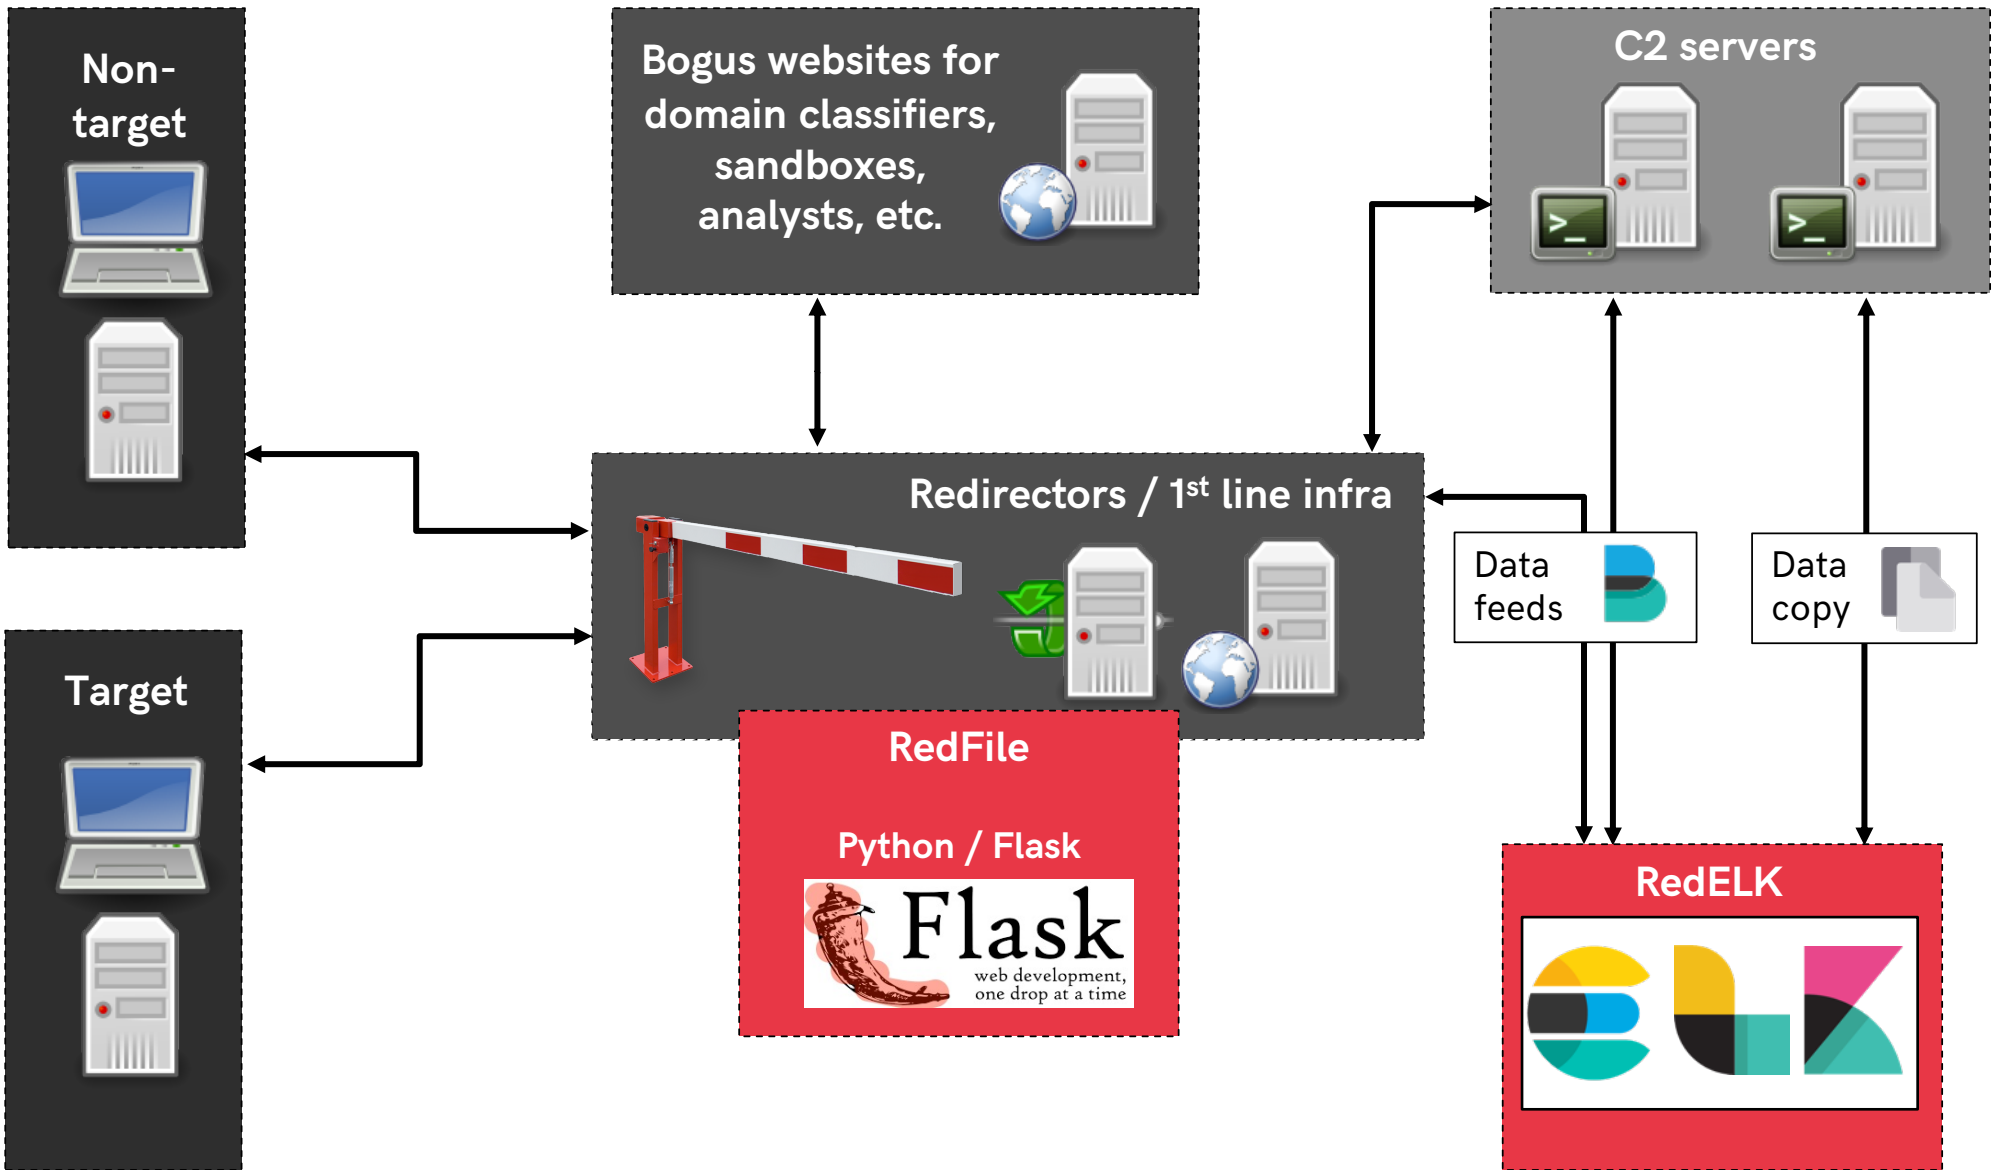 Non-
target
Bogus websites for
domain classifiers,
sandboxes,
analysts, etc.
C2 servers
>_
>_
Redirectors / 1st line infra
Data
feeds
Data
copy
Target
RedFile
Python / Flask
Flask
web development,
one drop at a time
RedELK